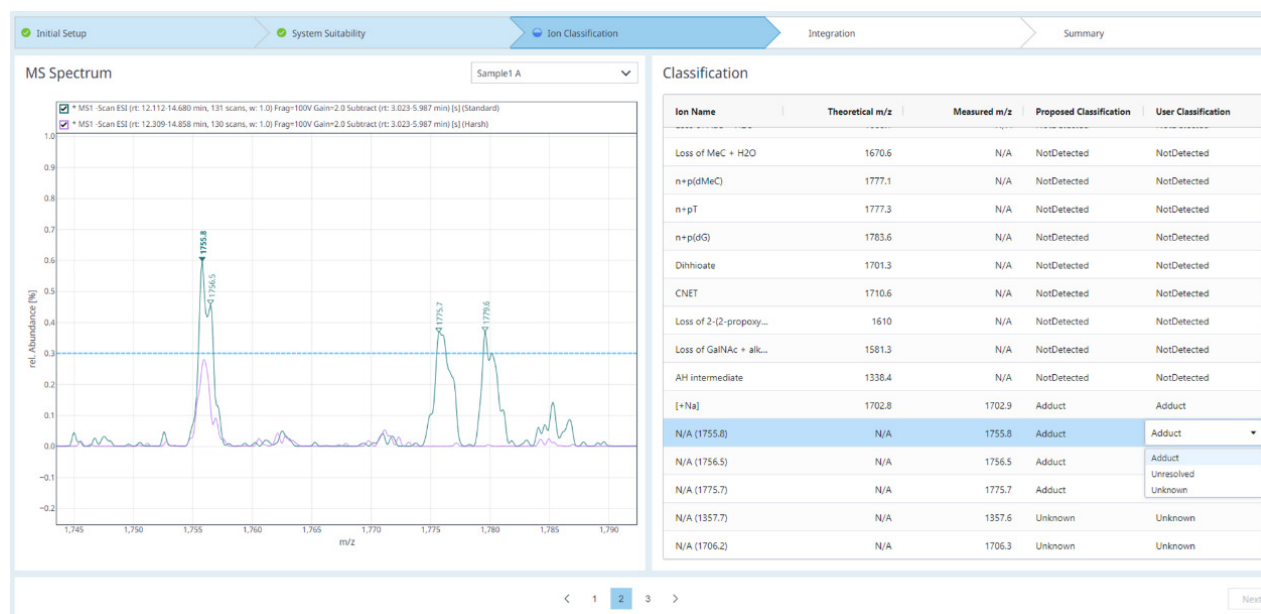 Initial Setup
System Suitability
Ion Classification
Integration
Summary
MS Spectrum
Sample1 A
* MS1 -Scan ESI (rt: 12.112-14.680 min, 131 scans, w: 1.0) Frag=100V Gain=2.0 Subtract (rt: 3.023-5.987 min) [s] (Standard)
* MS1 -Scan ESI (rt: 12.309-14.858 min, 130 scans, w: 1.0) Frag=100V Gain=2.0 Subtract (rt: 3.023-5.987 min) [s] (Harsh)
1.0
0.9
0.8
0.7
0.6
0.5
0.4
0.3
0.2
0.1
0.0
−0.1
−0.2
rel. Abundance [%]
1755.8
1756.5
1775.7
1779.6
1,745 1,750 1,755 1,760 1,765 1,770 1,775 1,780 1,785 1,790
m/z
Classification
Ion Name Theoretical m/z Measured m/z Proposed Classification User Classification
Loss of MeC + H2O 1670.6 N/A NotDetected NotDetected
n+p(dMeC) 1777.1 N/A NotDetected NotDetected
n+pT 1777.3 N/A NotDetected NotDetected
n+p(dG) 1783.6 N/A NotDetected NotDetected
Dihhioate 1701.3 N/A NotDetected NotDetected
CNET 1710.6 N/A NotDetected NotDetected
Loss of 2-(2-propoxy... 1610 N/A NotDetected NotDetected
Loss of GalNAc + alk... 1581.3 N/A NotDetected NotDetected
AH intermediate 1338.4 N/A NotDetected NotDetected
[+Na] 1702.8 1702.9 Adduct Adduct
N/A (1755.8) N/A 1755.8 Adduct Adduct
N/A (1756.5) N/A 1756.5 Adduct
N/A (1775.7) N/A 1775.7 Adduct
Adduct
Unresolved
Unknown
N/A (1357.7) N/A 1357.6 Unknown Unknown
N/A (1706.2) N/A 1706.3 Unknown Unknown
< 1 2 3 >
Next